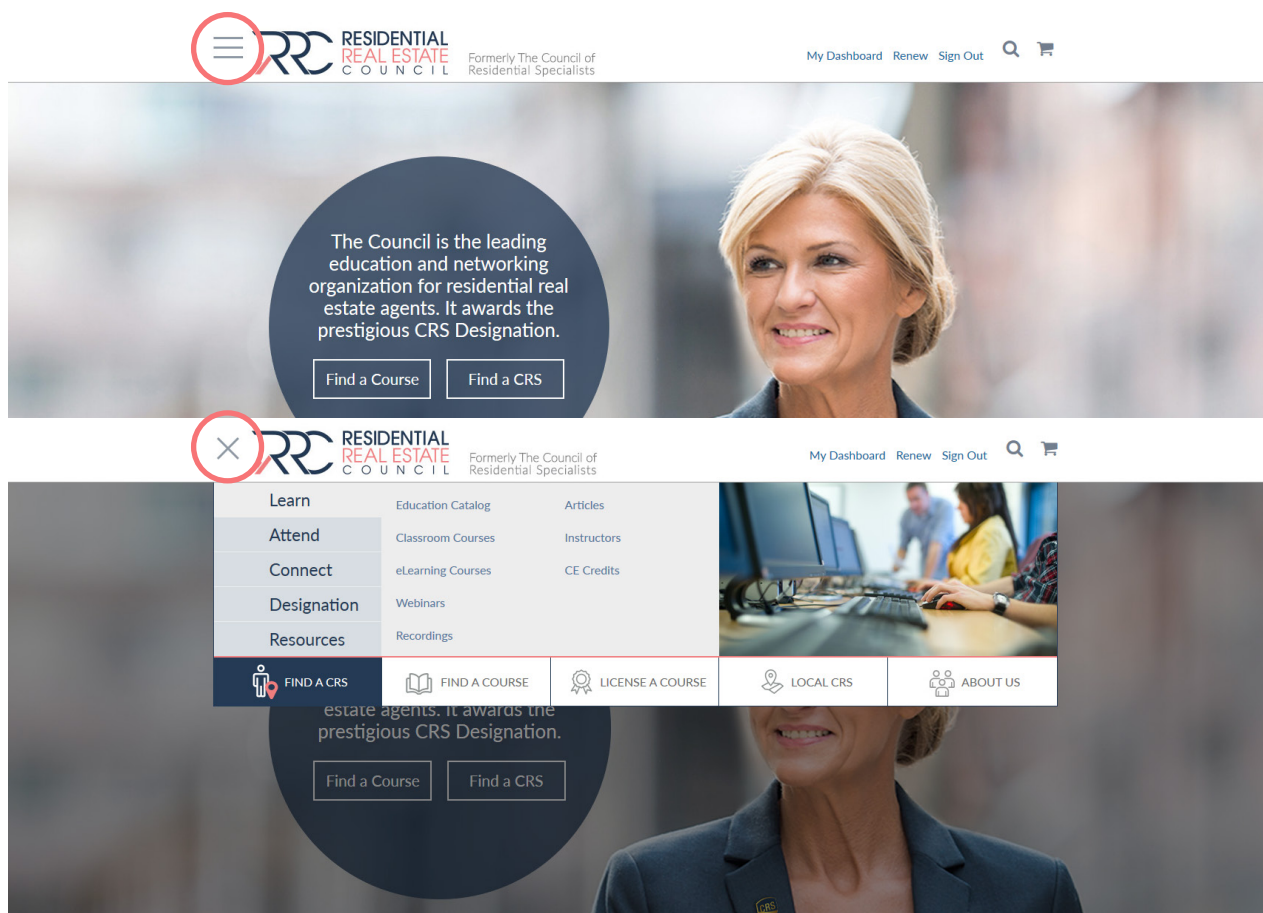 RESIDENTIAL
REAL ESTATE
COUNCIL
Formerly The Council of
Residential Specialists
My Dashboard Renew Sign Out
The Council is the leading
education and networking
organization for residential real
estate agents. It awards the
prestigious CRS Designation.
Find a Course Find a CRS
RESIDENTIAL
REAL ESTATE
COUNCIL
Formerly The Council of
Residential Specialists
My Dashboard Renew Sign Out
Learn
Attend
Connect
Designation
Resources
Education Catalog
Classroom Courses
eLearning Courses
Webinars
Recordings
Articles
Instructors
CE Credits
FIND A CRS FIND A COURSE LICENSE A COURSE LOCAL CRS ABOUT US
estate agents. It awards the
prestigious CRS Designation.
Find a Course Find a CRS
CRS